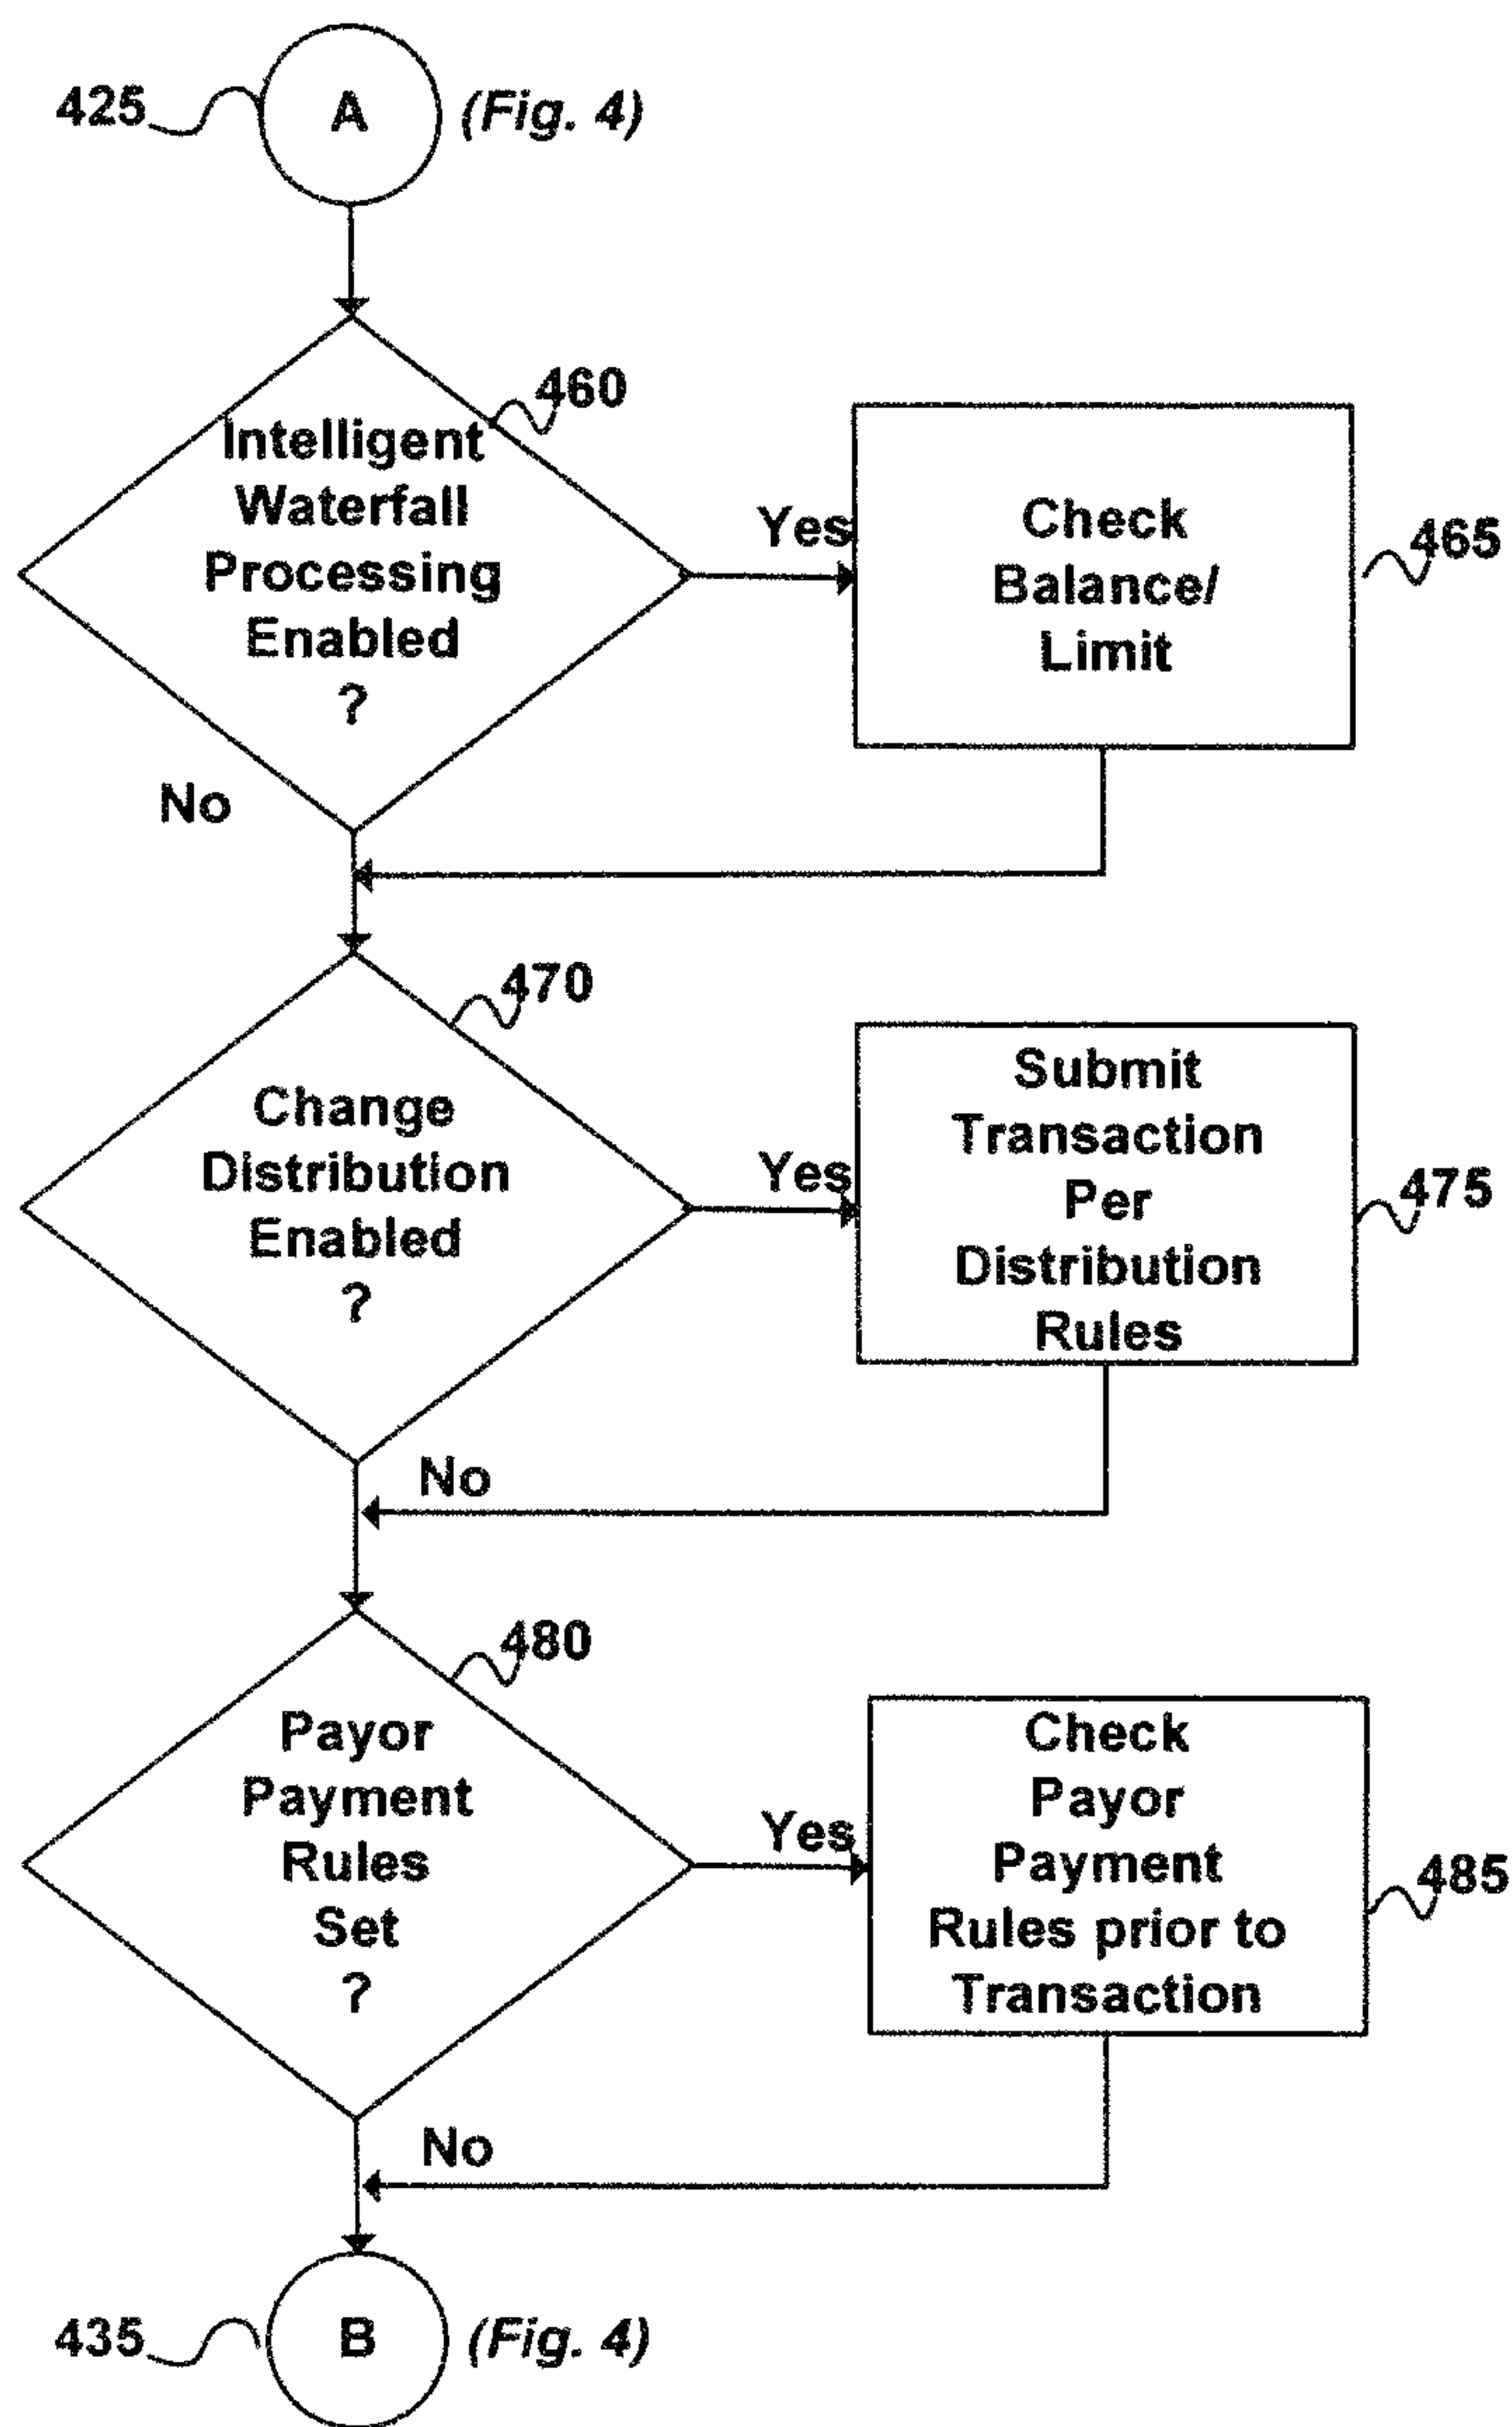 425 A (Fig. 4)
460
Intelligent
Waterfall
Processing
Enabled
?
Yes
Check
Balance/
Limit
465
No
470
Change
Distribution
Enabled
?
Yes
Submit
Transaction
Per
Distribution
Rules
475
No
480
Payor
Payment
Rules
Set
?
Yes
Check
Payor
Payment
Rules prior to
Transaction
485
No
435 B (Fig. 4)